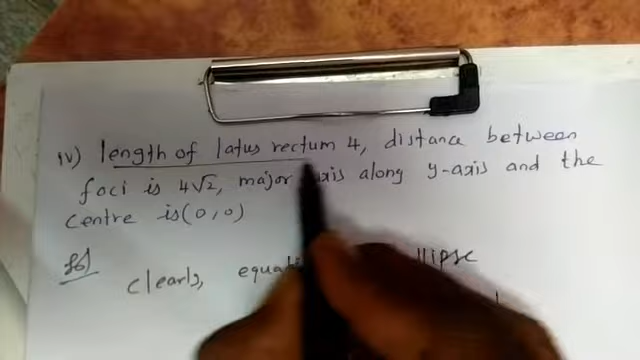 iv) length of latus rectum 4, distance between
foci is 4√2, major axis along y-axis and the
centre is (0,0)
Sol
clearly, equati llipse